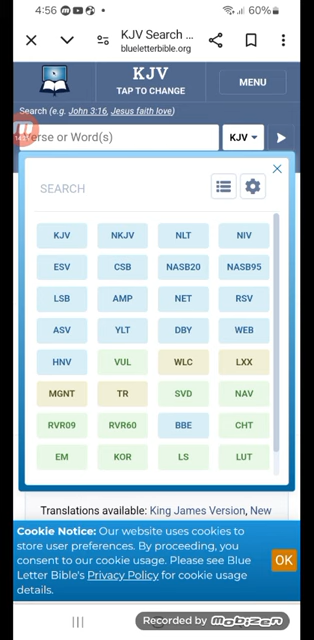 4:56
60%
KJV Search ...
blueletterbible.org
KJV
TAP TO CHANGE
MENU
Search (e.g. John 3:16, Jesus faith love)
Verse or Word(s)
KJV
SEARCH
KJV NKJV NLT NIV
ESV CSB NASB20 NASB95
LSB AMP NET RSV
ASV YLT DBY WEB
HNV VUL WLC LXX
MGNT TR SVD NAV
RVR09 RVR60 BBE CHT
EM KOR LS LUT
Translations available: King James Version, New
Cookie Notice: Our website uses cookies to
store user preferences. By proceeding, you
consent to our cookie usage. Please see Blue
Letter Bible's Privacy Policy for cookie usage
details.
OK
Recorded by Mobizen